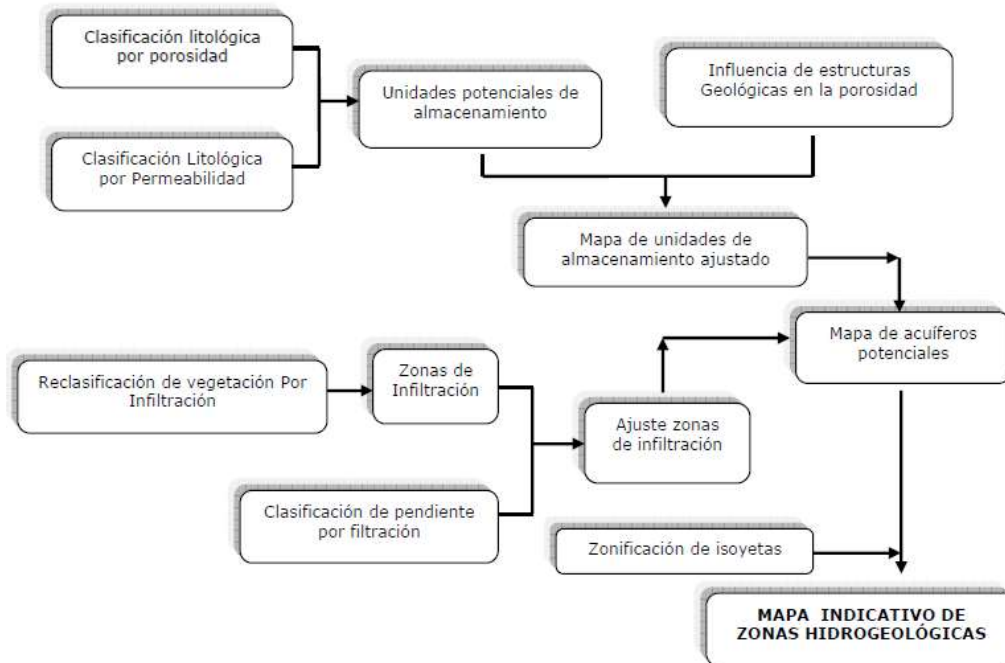 Clasificación litológica
por porosidad
Influencia de estructuras
Geológicas en la porosidad
Unidades potenciales de
almacenamiento
Clasificación Litológica
por Permeabilidad
Mapa de unidades de
almacenamiento ajustado
Mapa de acuíferos
potenciales
Reclasificación de vegetación Por
Infiltración
Zonas de
Infiltración
Ajuste zonas
de infiltración
Clasificación de pendiente
por filtración
Zonificación de isoyetas
MAPA INDICATIVO DE
ZONAS HIDROGEOLÓGICAS